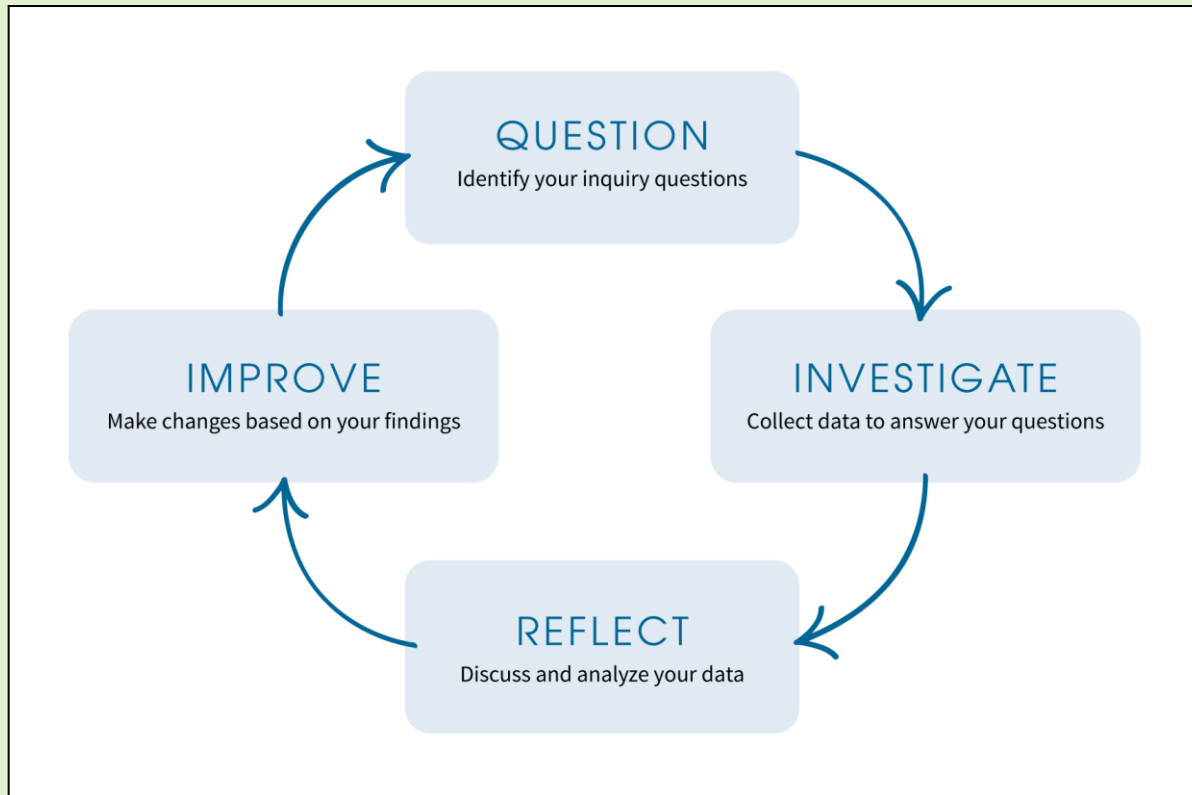 QUESTION
Identify your inquiry questions
INVESTIGATE
Collect data to answer your questions
REFLECT
Discuss and analyze your data
IMPROVE
Make changes based on your findings